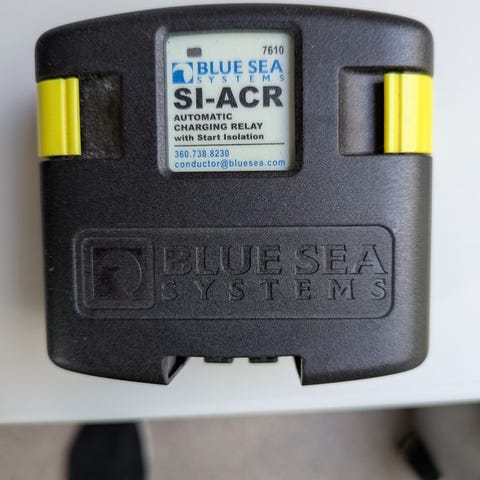 7610
BLUE SEA
SYSTEMS
SI-ACR
AUTOMATIC
CHARGING RELAY
with Start Isolation
360.738.8230
conductor@bluesea.com
BLUE SEA
SYSTEMS